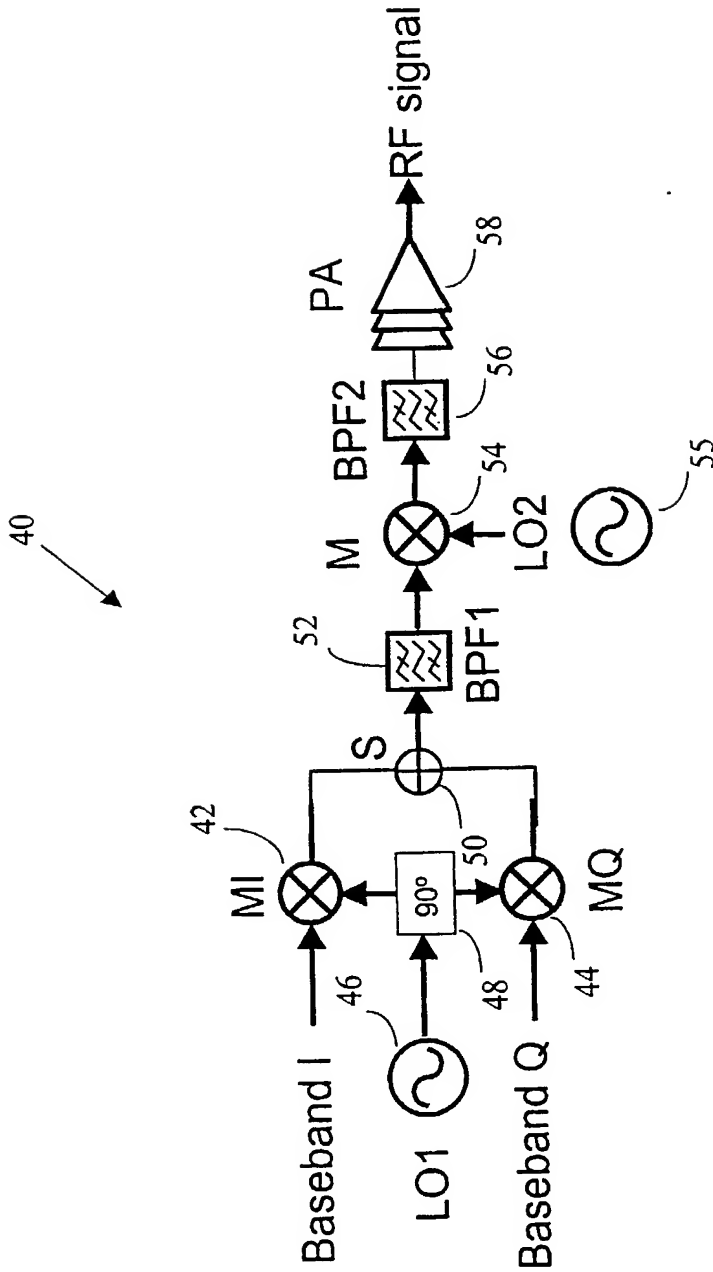 40
Baseband I
MI
42
LO1
46
90°
48
Baseband Q
MQ
44
S
50
52
BPF1
M
54
LO2
55
BPF2
56
PA
58
RF signal